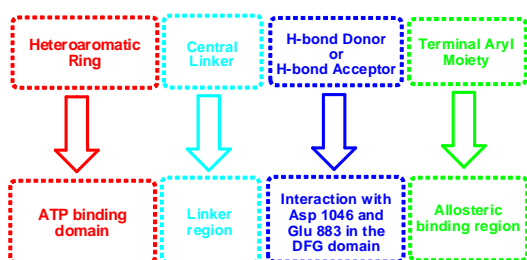 Heteroaromatic
Ring
Central
Linker
H-bond Donor
or
H-bond Acceptor
Terminal Aryl
Moiety
ATP binding
domain
Linker
region
Interaction with
Asp 1046 and
Glu 883 in the
DFG domain
Allosteric
binding region